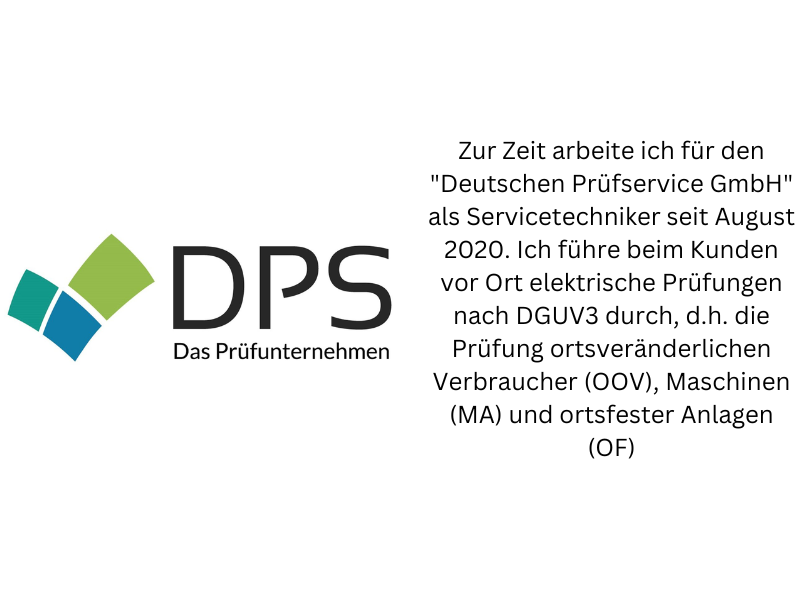 DPS
Das Prüfunternehmen
Zur Zeit arbeite ich für den
"Deutschen Prüfservice GmbH"
als Servicetechniker seit August
2020. Ich führe beim Kunden
vor Ort elektrische Prüfungen
nach DGUV3 durch, d.h. die
Prüfung ortsveränderlichen
Verbraucher (OOV), Maschinen
(MA) und ortsfester Anlagen
(OF)